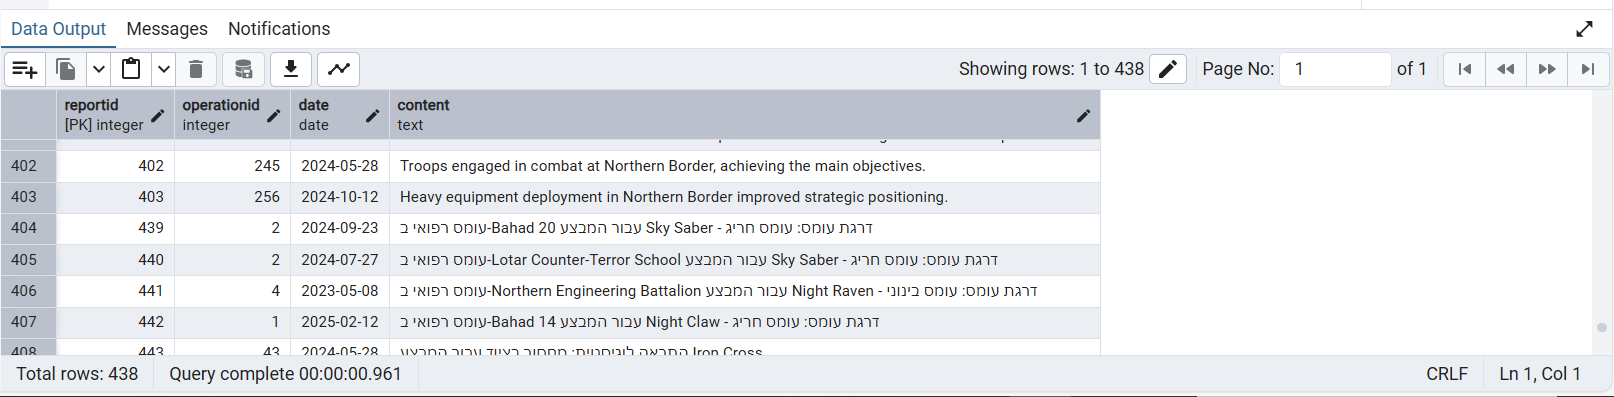 Data Output Messages Notifications
Showing rows: 1 to 438 Page No: 1 of 1
reportid operationid date content
[PK] integer integer date text
402 402 245 2024-05-28 Troops engaged in combat at Northern Border, achieving the main objectives.
403 403 256 2024-10-12 Heavy equipment deployment in Northern Border improved strategic positioning.
404 439 2 2024-09-23 עומס רפואי ב-Bahad 20 עבור המבצע Sky Saber - דרגת עומס: עומס חריג
405 440 2 2024-07-27 עומס רפואי ב-Lotar Counter-Terror School עבור המבצע Sky Saber - דרגת עומס: עומס חריג
406 441 4 2023-05-08 עומס רפואי ב-Northern Engineering Battalion עבור המבצע Night Raven - דרגת עומס: עומס בינוני
407 442 1 2025-02-12 עומס רפואי ב-Bahad 14 עבור המבצע Night Claw - דרגת עומס: עומס חריג
408 443 43 2024-05-28 התראה לוגיסטית: מחסור בציוד עבור המבצע Iron Cross
Total rows: 438 Query complete 00:00:00.961 CRLF Ln 1, Col 1